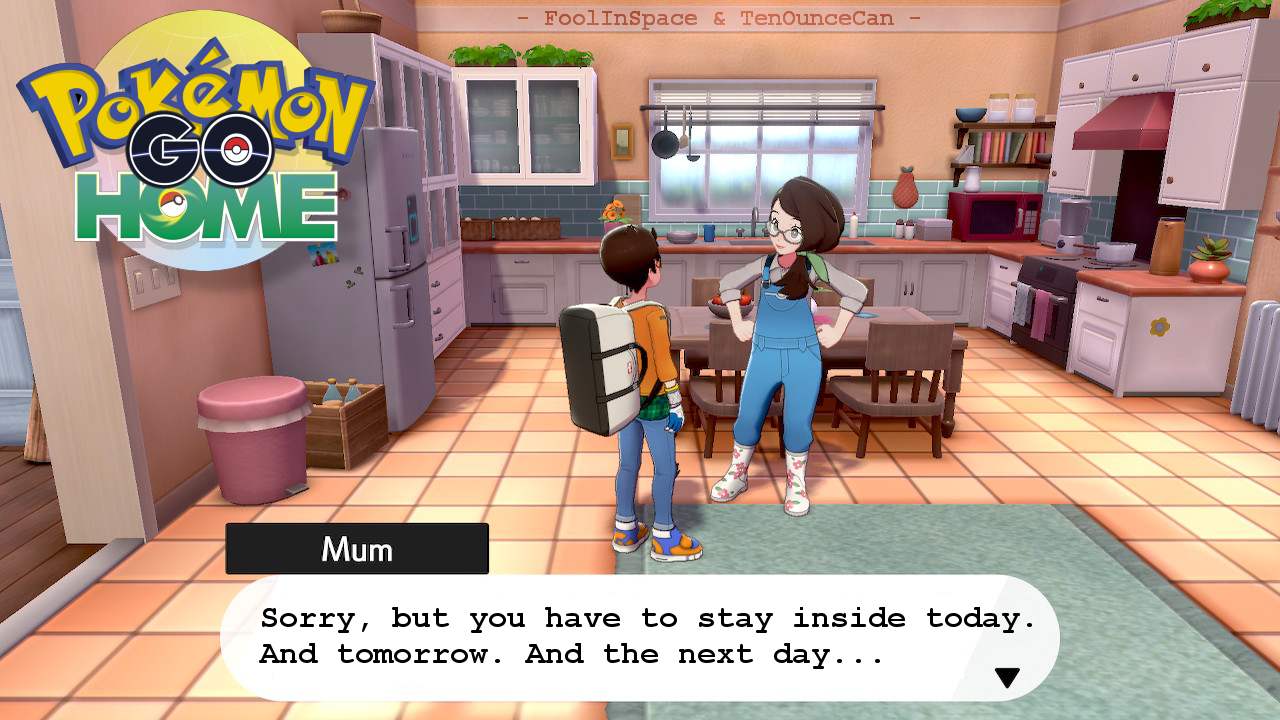 - FoolInSpace & TenOunceCan -
POKéMON
GO
HOME
Mum
Sorry, but you have to stay inside today.
And tomorrow. And the next day...